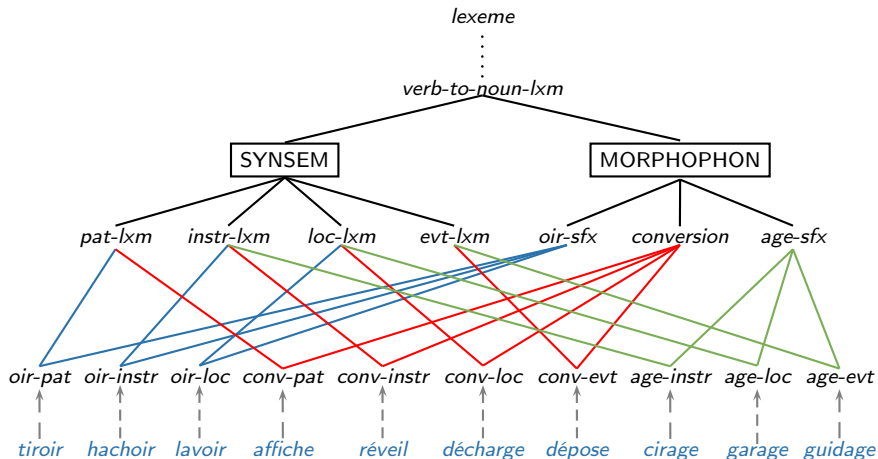 lexeme
verb-to-noun-lxm
SYNSEM MORPHOPHON
pat-lxm instr-lxm loc-lxm evt-lxm oir-sfx conversion age-sfx
oir-pat oir-instr oir-loc conv-pat conv-instr conv-loc conv-evt age-instr age-loc age-evt
tiroir hachoir lavoir affiche réveil décharge dépose cirage garage guidage